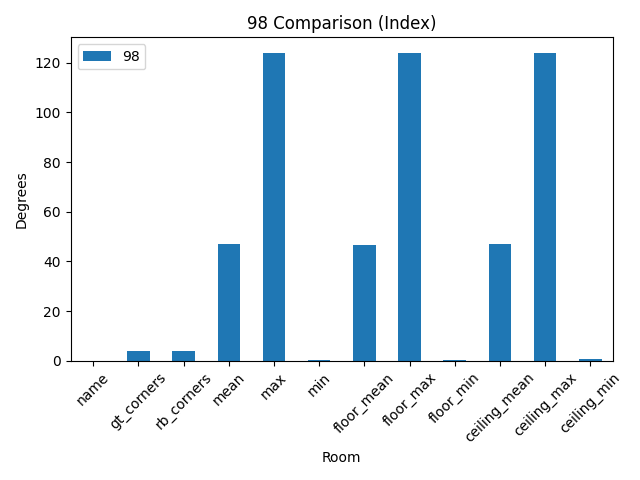 98 Comparison (Index)
98
Degrees
120
100
80
60
40
20
0
name
gt_corners
rb_corners
mean
max
min
floor_mean
floor_max
floor_min
ceiling_mean
ceiling_max
ceiling_min
Room